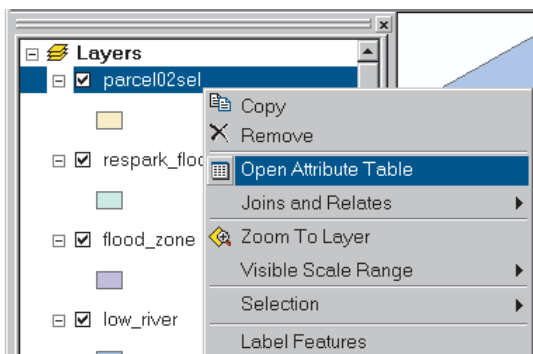 Layers
parcel02sel
Copy
Remove
respark_floo
Open Attribute Table
Joins and Relates
flood_zone
Zoom To Layer
Visible Scale Range
Selection
low_river
Label Features